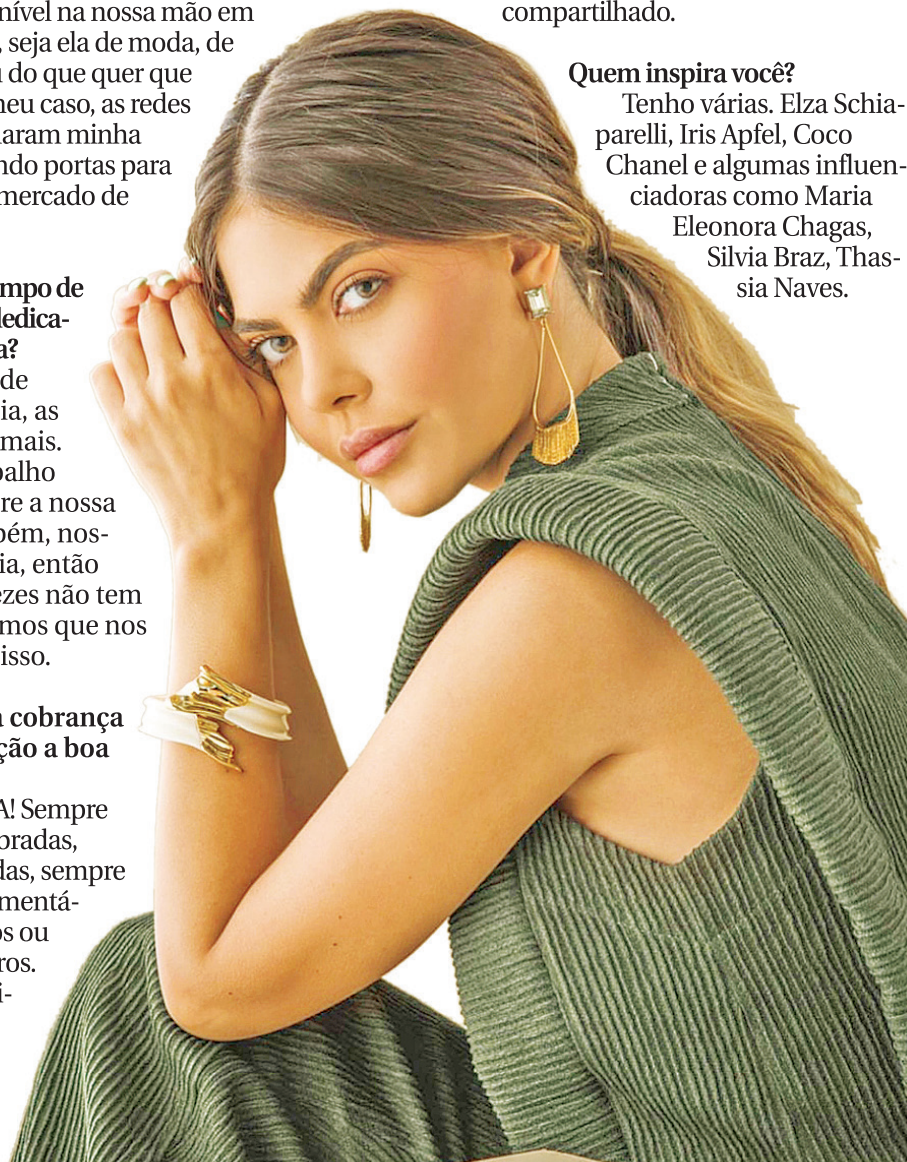 nível na nossa mão em
, seja ela de moda, de
do que quer que
meu caso, as redes
aram minha
ndo portas para
mercado de
mpo de
dedica-
a?
de
ia, as
mais.
balho
re a nossa
bém, nos-
ia, então
ezes não tem
mos que nos
isso.
a cobrança
ção a boa
A! Sempre
bradas,
das, sempre
mentá-
os ou
ros.
i-
compartilhado.
Quem inspira você?
Tenho várias. Elza Schia-
parelli, Iris Apfel, Coco
Chanel e algumas influen-
ciadoras como Maria
Eleonora Chagas,
Silvia Braz, Thas-
sia Naves.